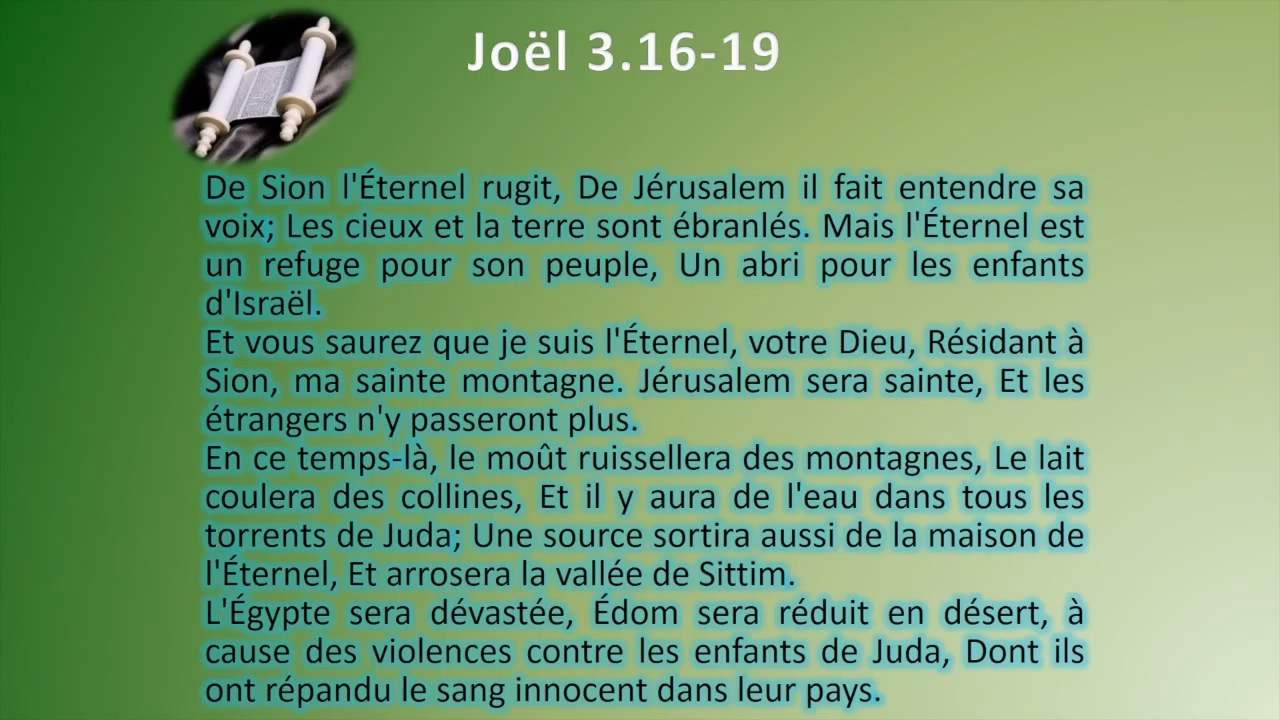 Joël 3.16-19
De Sion l'Éternel rugit, De Jérusalem il fait entendre sa
voix; Les cieux et la terre sont ébranlés. Mais l'Éternel est
un refuge pour son peuple, Un abri pour les enfants
d'Israël.
Et vous saurez que je suis l'Éternel, votre Dieu, Résidant à
Sion, ma sainte montagne. Jérusalem sera sainte, Et les
étrangers n'y passeront plus.
En ce temps-là, le moût ruissellera des montagnes, Le lait
coulera des collines, Et il y aura de l'eau dans tous les
torrents de Juda; Une source sortira aussi de la maison de
l'Éternel, Et arrosera la vallée de Sittim.
L'Égypte sera dévastée, Édom sera réduit en désert, à
cause des violences contre les enfants de Juda, Dont ils
ont répandu le sang innocent dans leur pays.